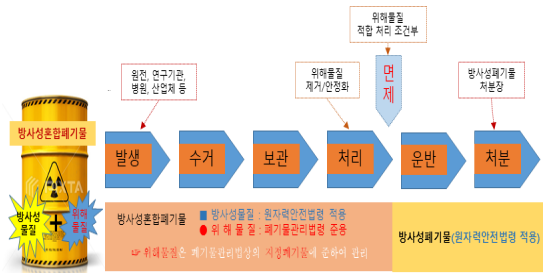 위해물질
적합 처리 조건부
면
제
원전, 연구기관,
병원, 산업체 등
위해물질
제거/안정화
방사성폐기물
처분장
방사성혼합폐기물
발생
수거
보관
처리
운반
처분
방사성
물질
+
위해
물질
방사성혼합폐기물
■ 방사성물질 : 원자력안전법령 적용
● 위 해 물 질 : 폐기물관리법령 준용
☞ 위해물질은 폐기물관리법상의 지정폐기물에 준하여 관리
방사성폐기물(원자력안전법령 적용)